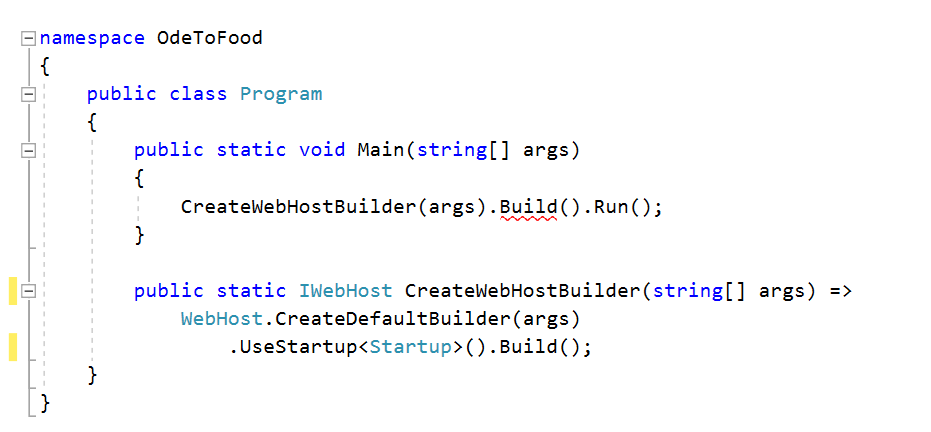 namespace OdeToFood
{
    public class Program
    {
        public static void Main(string[] args)
        {
            CreateWebHostBuilder(args).Build().Run();
        }

        public static IWebHost CreateWebHostBuilder(string[] args) =>
            WebHost.CreateDefaultBuilder(args)
                .UseStartup<Startup>().Build();
    }
}